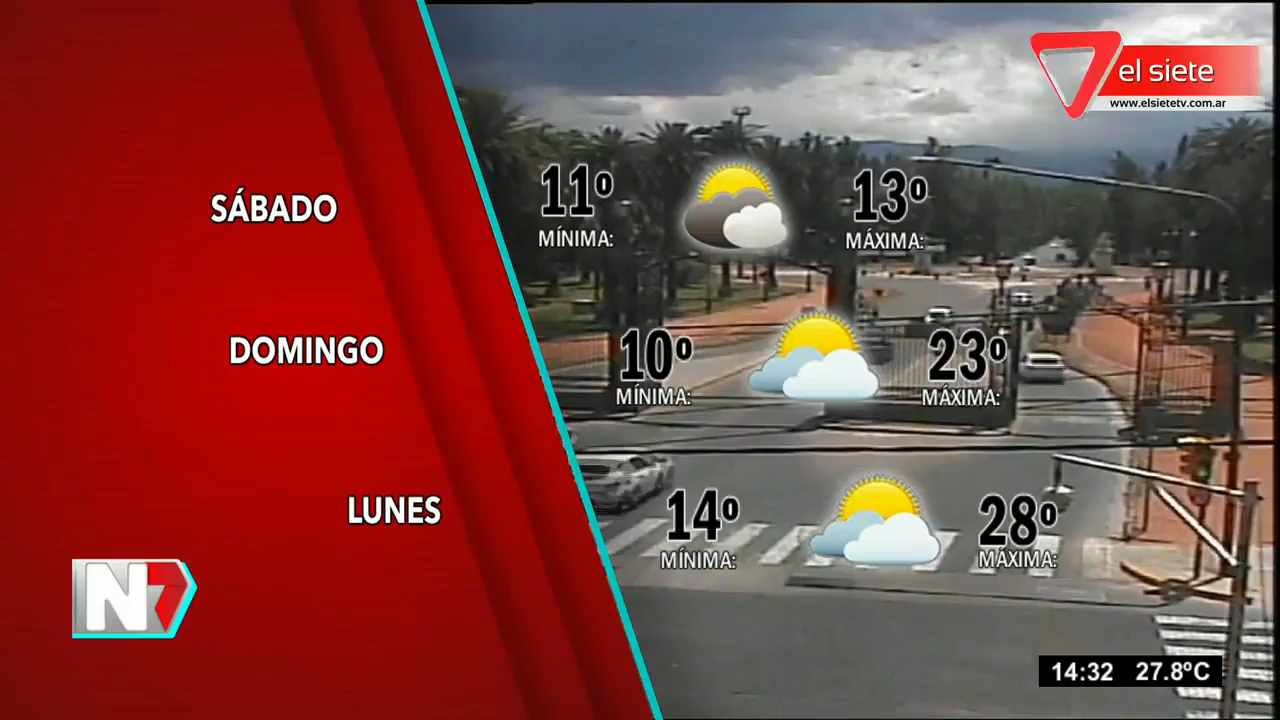 el siete
www.elsietetv.com.ar
SÁBADO
11º
MÍNIMA:
13º
MÁXIMA:
DOMINGO
10º
MÍNIMA:
23º
MÁXIMA:
LUNES
14º
MÍNIMA:
28º
MÁXIMA:
N7
14:32 27.8ºC